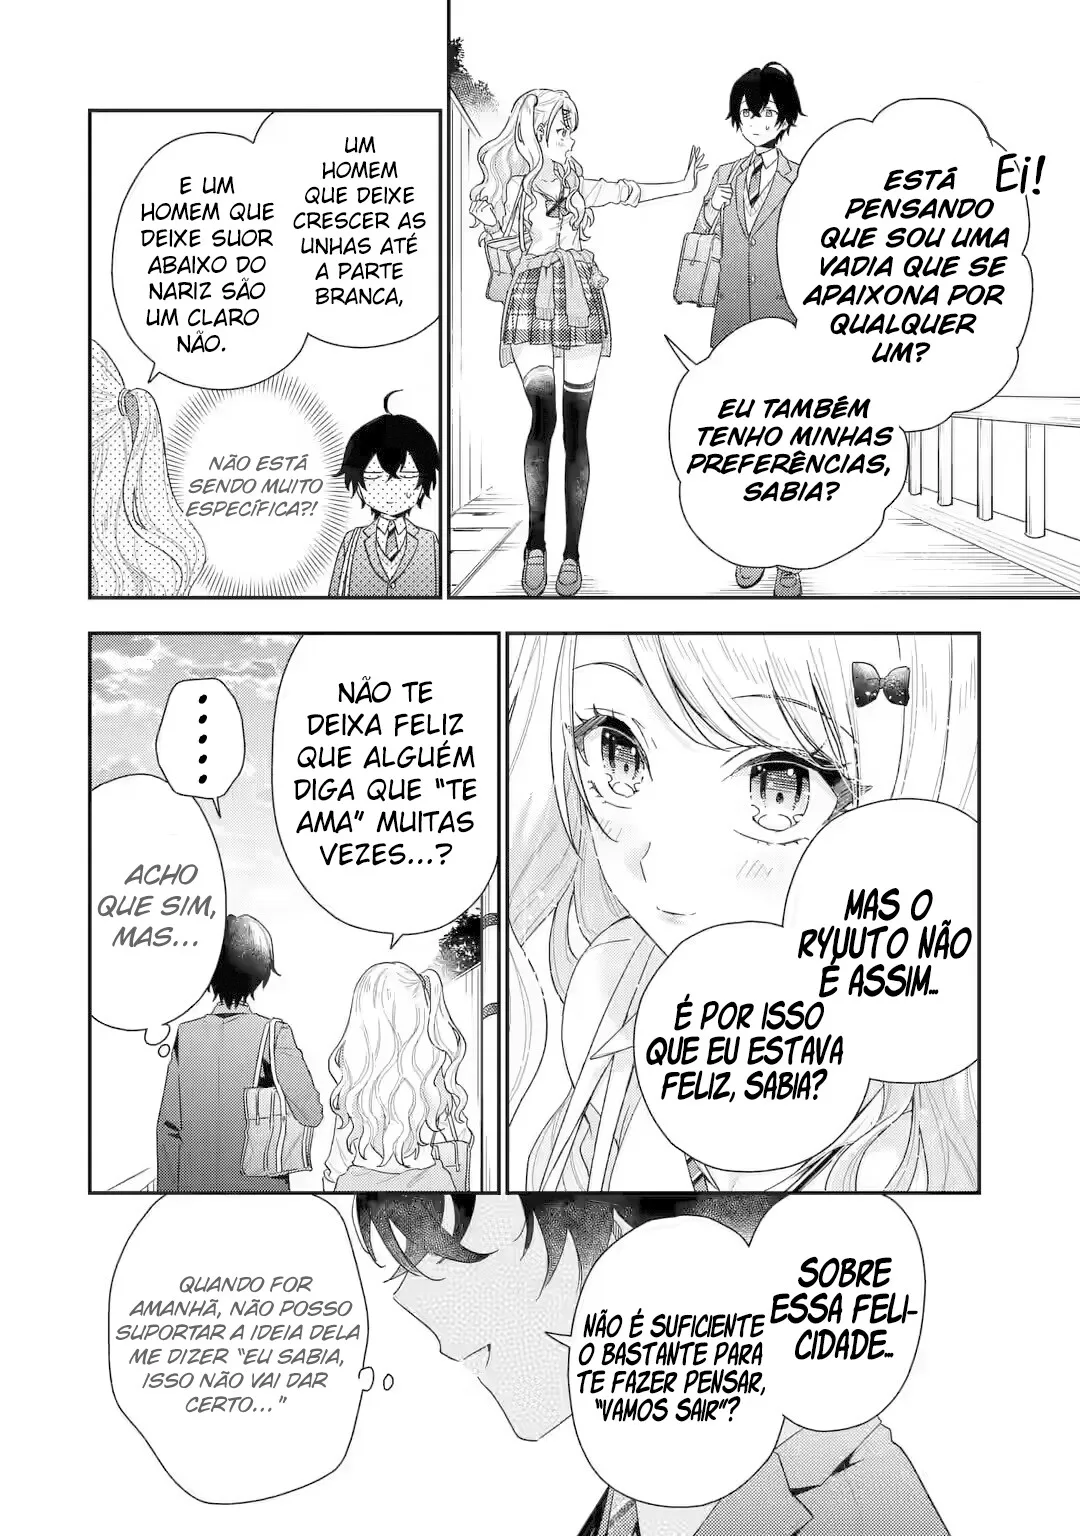 Ei!
ESTÁ
PENSANDO
QUE SOU UMA
VADIA QUE SE
APAIXONA POR
QUALQUER
UM?
EU TAMBÉM
TENHO MINHAS
PREFERÊNCIAS,
SABIA?
UM
HOMEM
QUE DEIXE
CRESCER AS
UNHAS ATÉ
A PARTE
BRANCA,
E UM
HOMEM QUE
DEIXE SUOR
ABAIXO DO
NARIZ SÃO
UM CLARO
NÃO.
NÃO ESTÁ
SENDO MUITO
ESPECÍFICA?!
MAS O
RYUUTO NÃO
É ASSIM...
É POR ISSO
QUE EU ESTAVA
FELIZ, SABIA?
NÃO TE
DEIXA FELIZ
QUE ALGUÉM
DIGA QUE "TE
AMA" MUITAS
VEZES...?
......
ACHO
QUE SIM,
MAS...
SOBRE
ESSA FELI-
CIDADE...
NÃO É SUFICIENTE
O BASTANTE PARA
TE FAZER PENSAR,
"VAMOS SAIR"?
QUANDO FOR
AMANHÃ, NÃO POSSO
SUPORTAR A IDEIA DELA
ME DIZER "EU SABIA,
ISSO NÃO VAI DAR
CERTO..."